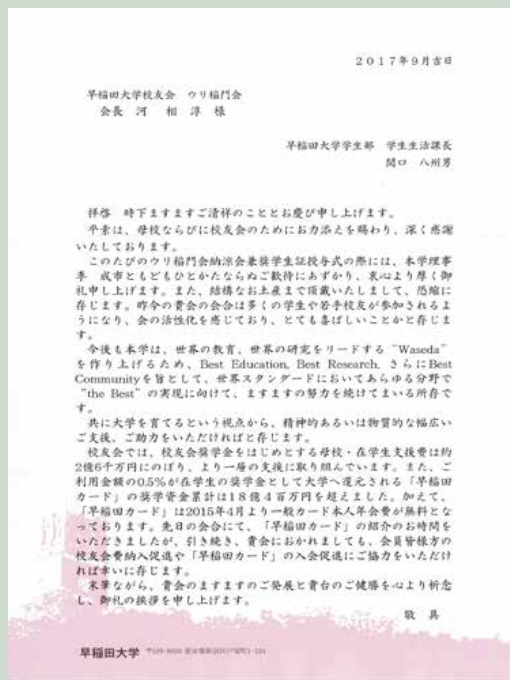 2017年9月吉日
早稲田大学校友会 ウリ稲門会
会長 河 相 淳 様
早稲田大学学生部 学生生活課長
関口 八州男
拝啓 時下ますますご清祥のこととお慶び申し上げます。
平素は、母校ならびに校友会のためにお力添えを賜わり、深く感謝
いたしております。
このたびのウリ稲門会納涼会兼奨学生証授与式の際には、本学理事
李 成市ともどもひとかたならぬご歓待にあずかり、衷心より厚く御
礼申し上げます。また、結構なお土産まで頂戴いたしまして、恐縮に
存じます。昨今の貴会の会合は多くの学生や若手校友が参加されるよ
うになり、会の活性化を感じており、とても喜ばしいことかと存じま
す。
今後も本学は、世界の教育、世界の研究をリードする“Waseda”
を作り上げるため、Best Education, Best Research, さらにBest
Communityを旨として、世界スタンダードにおいてあらゆる分野で
“the Best”の実現に向けて、ますますの努力を続けてまいる所存で
す。
共に大学を育てるという視点から、精神的あるいは物質的な幅広い
ご支援、ご助力をいただければと存じます。
校友会では、校友会奨学金をはじめとする母校・在学生支援費は約
2億6千万円にのぼり、より一層の支援に取り組んでいます。また、ご
利用金額の0.5%が在学生の奨学金として大学へ還元される「早稲田
カード」の奨学資金累計は18億4百万円を超えました。加えて、
「早稲田カード」は2015年4月より一般カード本人年会費が無料とな
っております。先日の会合にて、「早稲田カード」の紹介のお時間を
いただきましたが、引き続き、貴会におかれましても、会員皆様方の
校友会費納入促進や「早稲田カード」の入会促進にご協力をいただけ
れば幸いに存じます。
末筆ながら、貴会のますますのご発展と貴台のご健勝を心より祈念
し、御礼の挨拶を申し上げます。
敬 具
早稲田大学